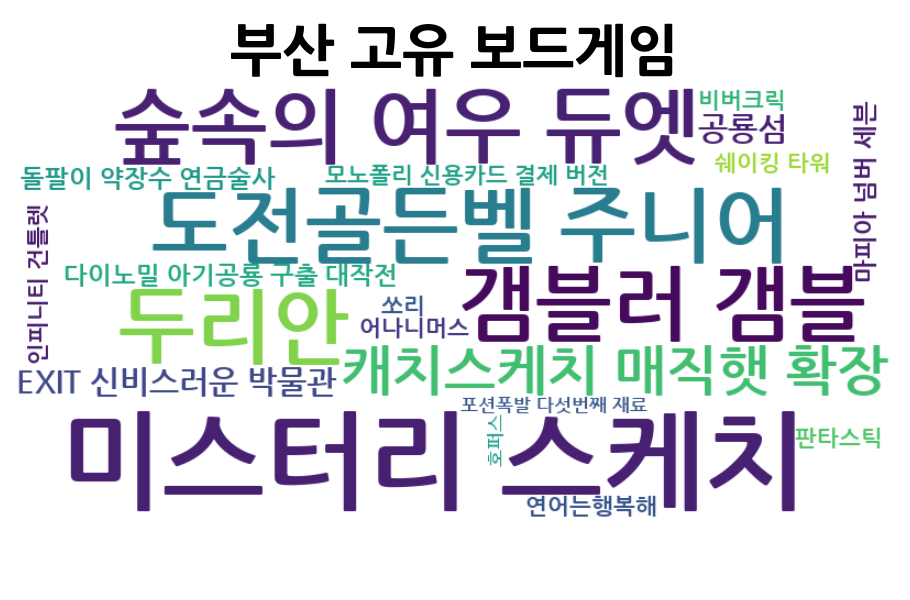 부산 고유 보드게임
숲속의 여우 듀엣
비버크릭
공룡섬
마피아 넘버 세븐
쉐이킹 타워
돌팔이 약장수 연금술사
모노폴리 신용카드 결제 버전
도전골든벨 주니어
인피니티 건틀렛
다이노밀 아기공룡 구출 대작전
갬블러 갬블
두리안
쏘리
어나니머스
캐치스케치 매직햇 확장
EXIT 신비스러운 박물관
포션폭발 다섯번째 재료
미스터리 스케치
호퍼스
판타스틱
연어는행복해